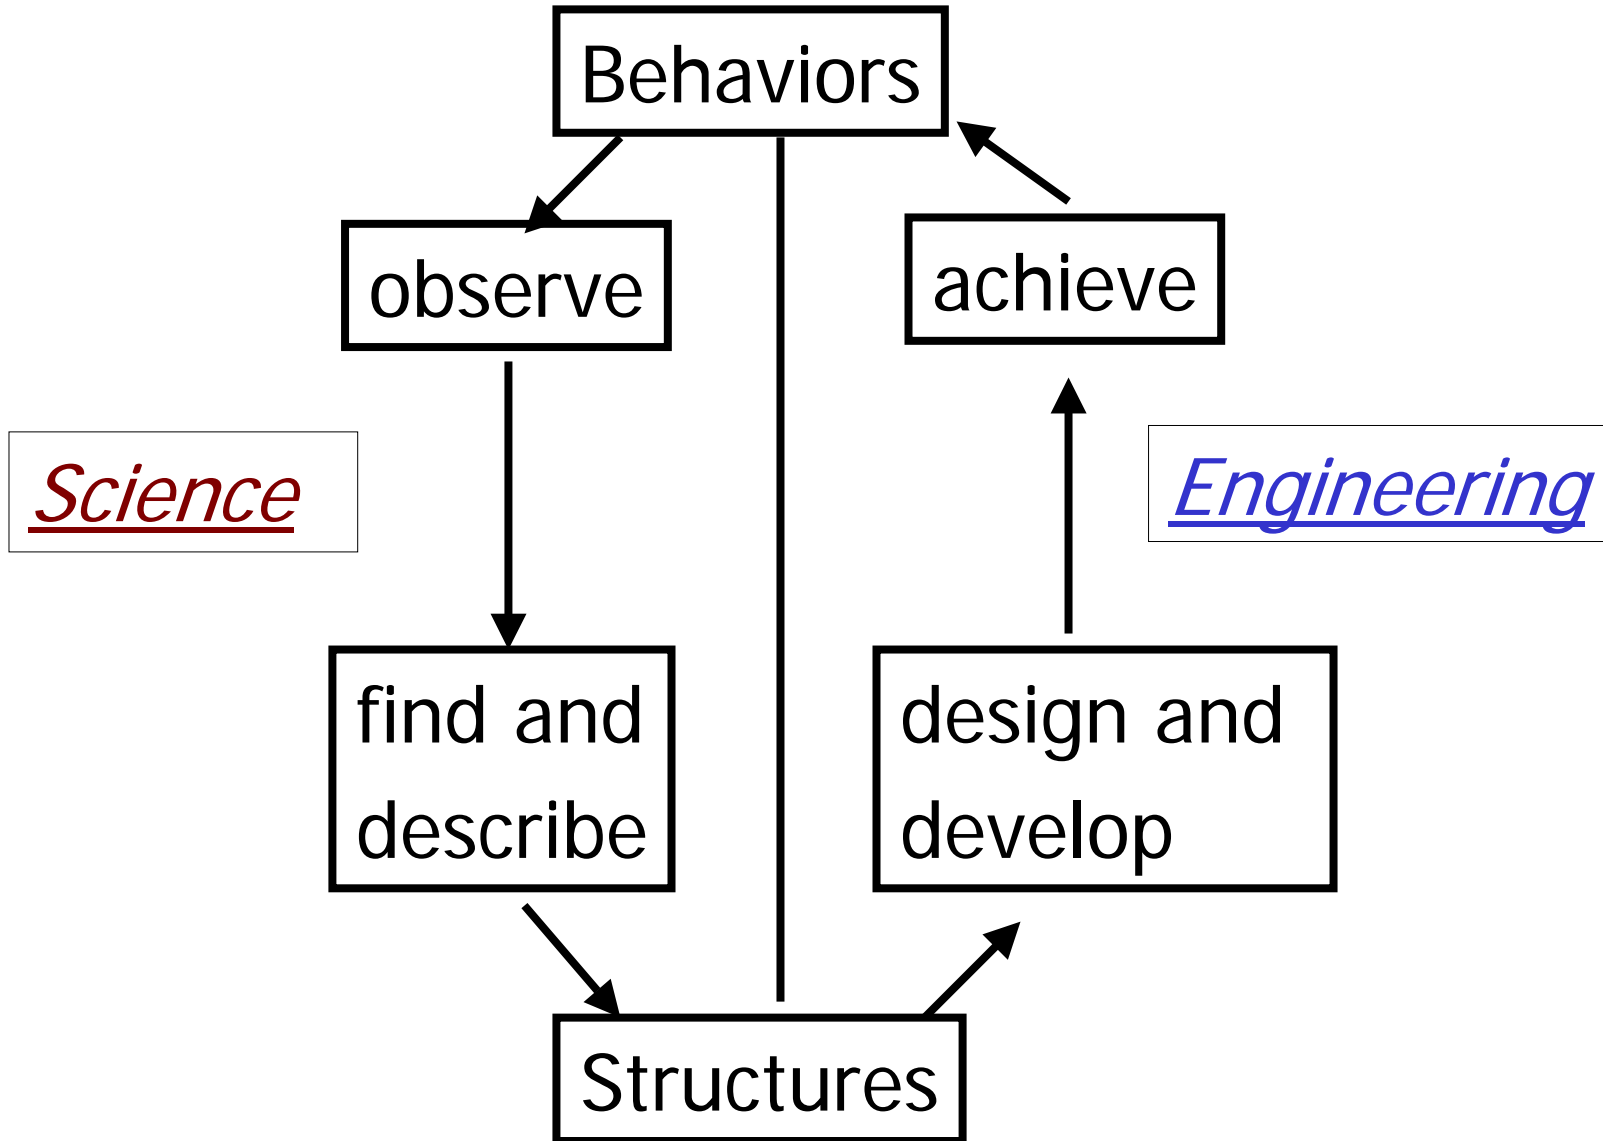 Behaviors
observe
achieve
Science
Engineering
find and
describe
design and
develop
Structures